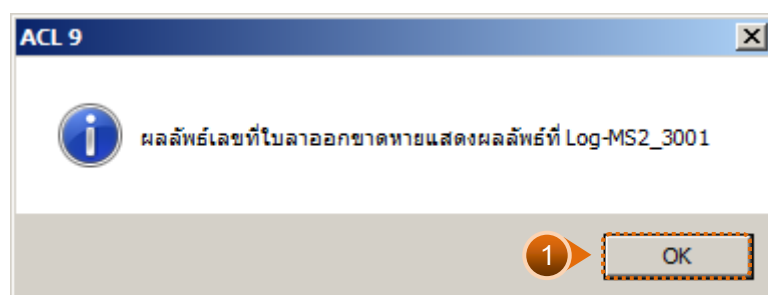 ACL 9
ผลลัพธ์เลขที่ใบลาออกขาดหายแสดงผลลัพธ์ที่ Log-MS2_3001
1
OK